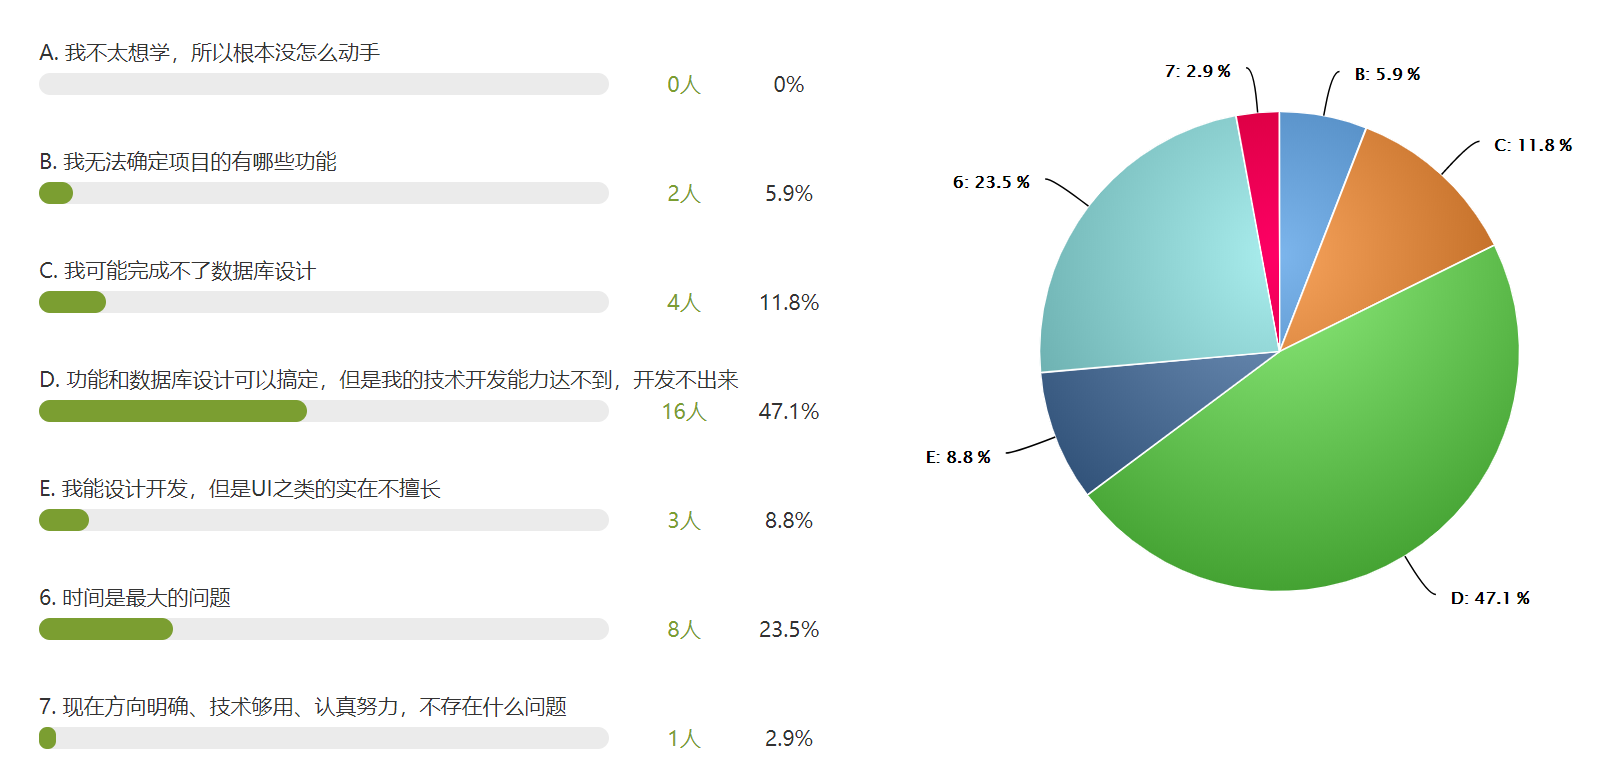 A. 我不太想学，所以根本没怎么动手
0人 0%
B. 我无法确定项目的有哪些功能
2人 5.9%
C. 我可能完成不了数据库设计
4人 11.8%
D. 功能和数据库设计可以搞定，但是我的技术开发能力达不到，开发不出来
16人 47.1%
E. 我能设计开发，但是UI之类的实在不擅长
3人 8.8%
6. 时间是最大的问题
8人 23.5%
7. 现在方向明确、技术够用、认真努力，不存在什么问题
1人 2.9%
7: 2.9 %
B: 5.9 %
C: 11.8 %
6: 23.5 %
E: 8.8 %
D: 47.1 %